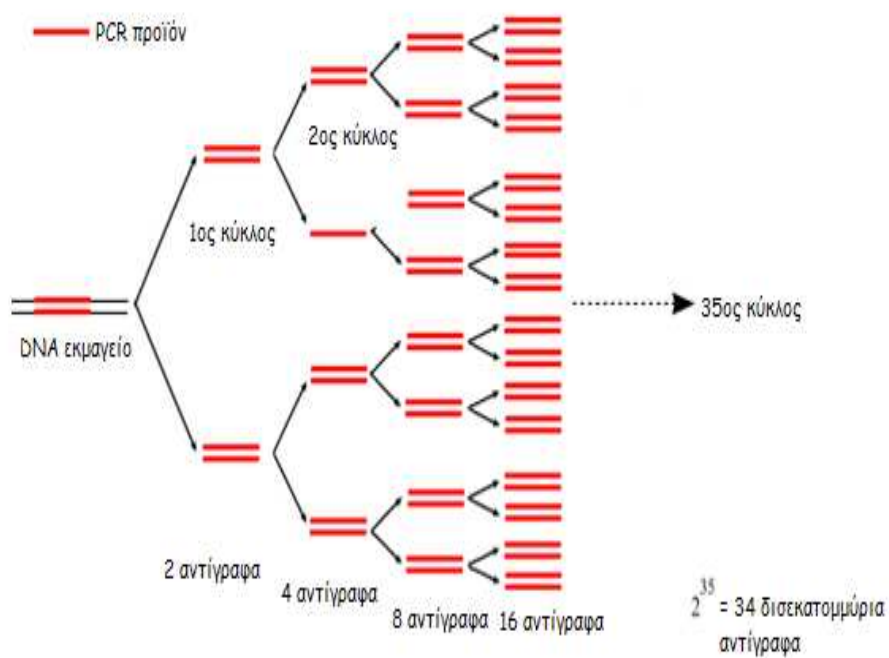 PCR προϊόν
2ος κύκλος
1ος κύκλος
35ος κύκλος
DNA εκμαγείο
2 αντίγραφα
4 αντίγραφα
8 αντίγραφα 16 αντίγραφα
2^35 = 34 δισεκατομμύρια
αντίγραφα